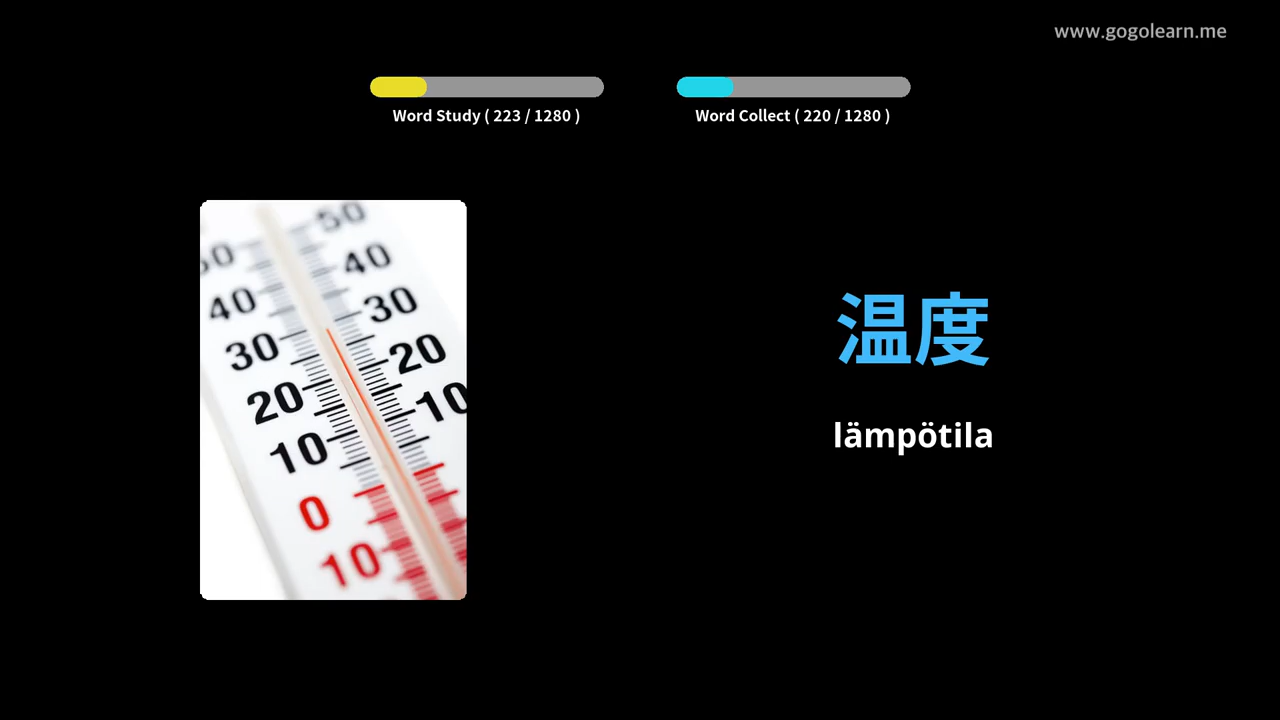 www.gogolearn.me
Word Study ( 223 / 1280 )
Word Collect ( 220 / 1280 )
50
50
40
40
30
30
20
20
10
10
0
10
温度
lämpötila